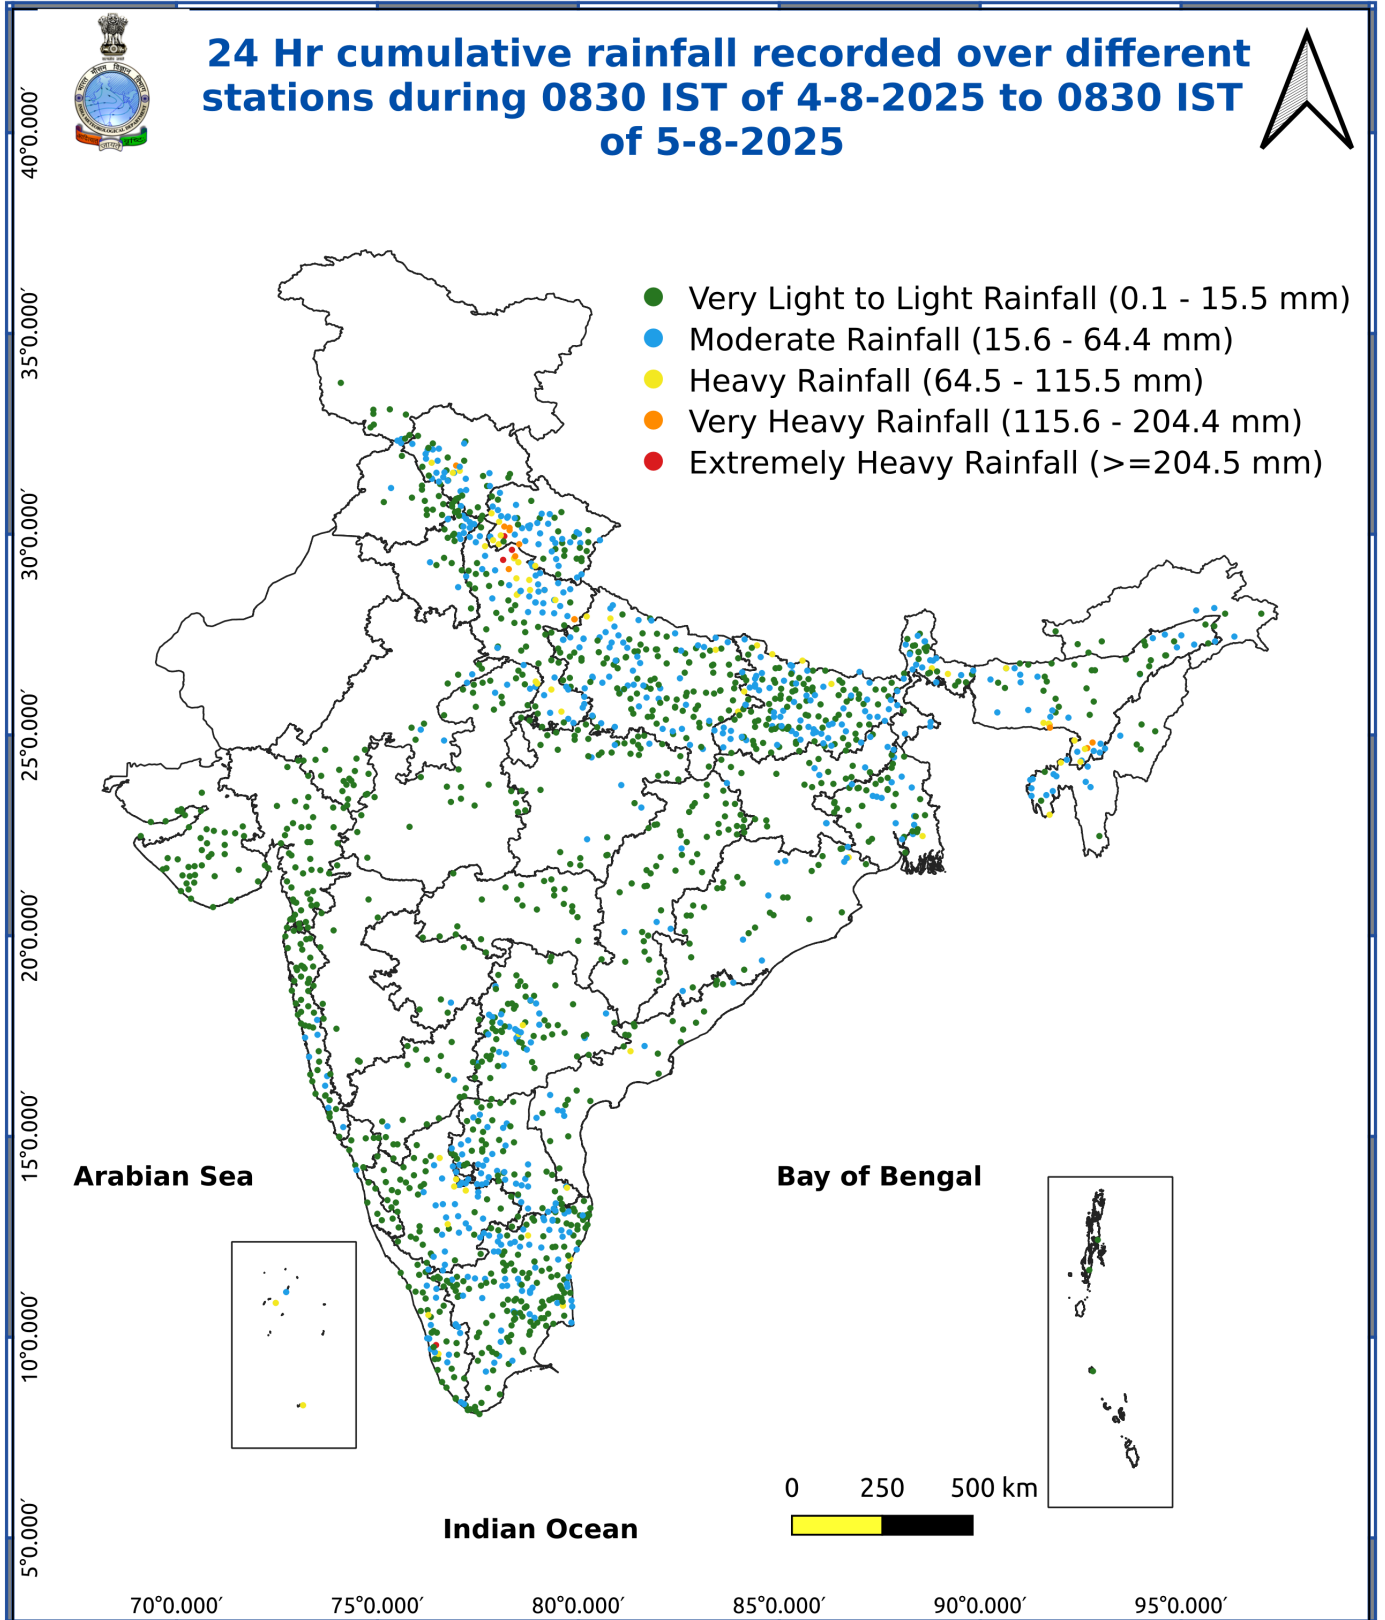 24 Hr cumulative rainfall recorded over different
stations during 0830 IST of 4-8-2025 to 0830 IST
of 5-8-2025
Very Light to Light Rainfall (0.1 - 15.5 mm)
Moderate Rainfall (15.6 - 64.4 mm)
Heavy Rainfall (64.5 - 115.5 mm)
Very Heavy Rainfall (115.6 - 204.4 mm)
Extremely Heavy Rainfall (>=204.5 mm)
40°0.000′
35°0.000′
30°0.000′
25°0.000′
20°0.000′
15°0.000′
10°0.000′
5°0.000′
Arabian Sea
Bay of Bengal
Indian Ocean
0 250 500 km
70°0.000′ 75°0.000′ 80°0.000′ 85°0.000′ 90°0.000′ 95°0.000′